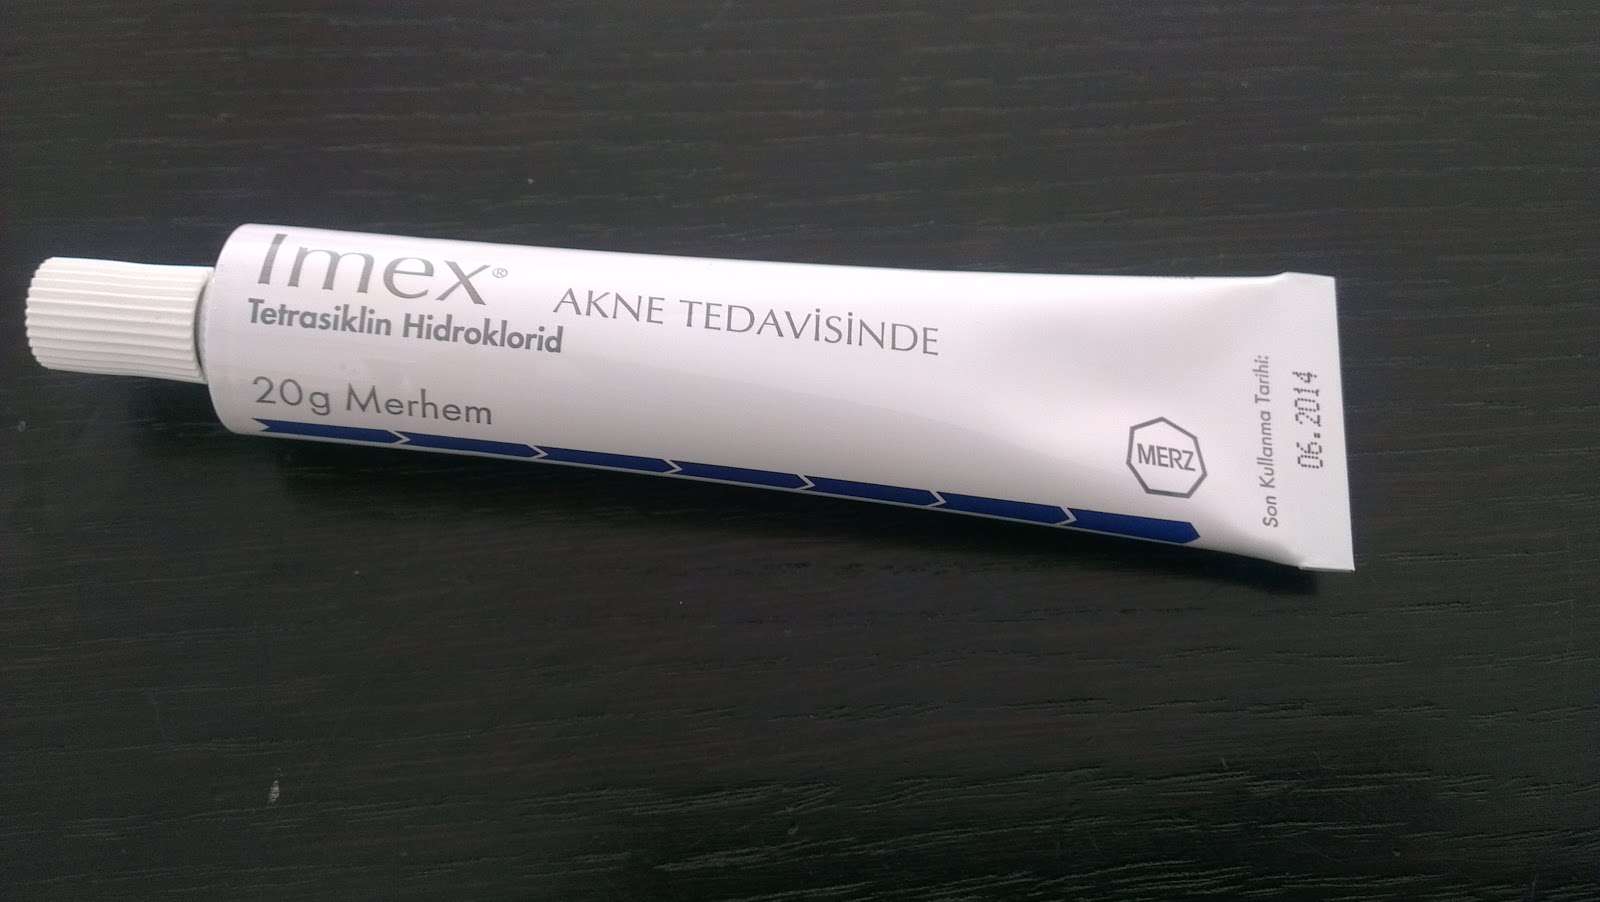 Imex®
Tetrasiklin Hidroklorid
AKNE TEDAVİSİNDE
20g Merhem
MERZ
Son Kullanma Tarihi:
06.2014